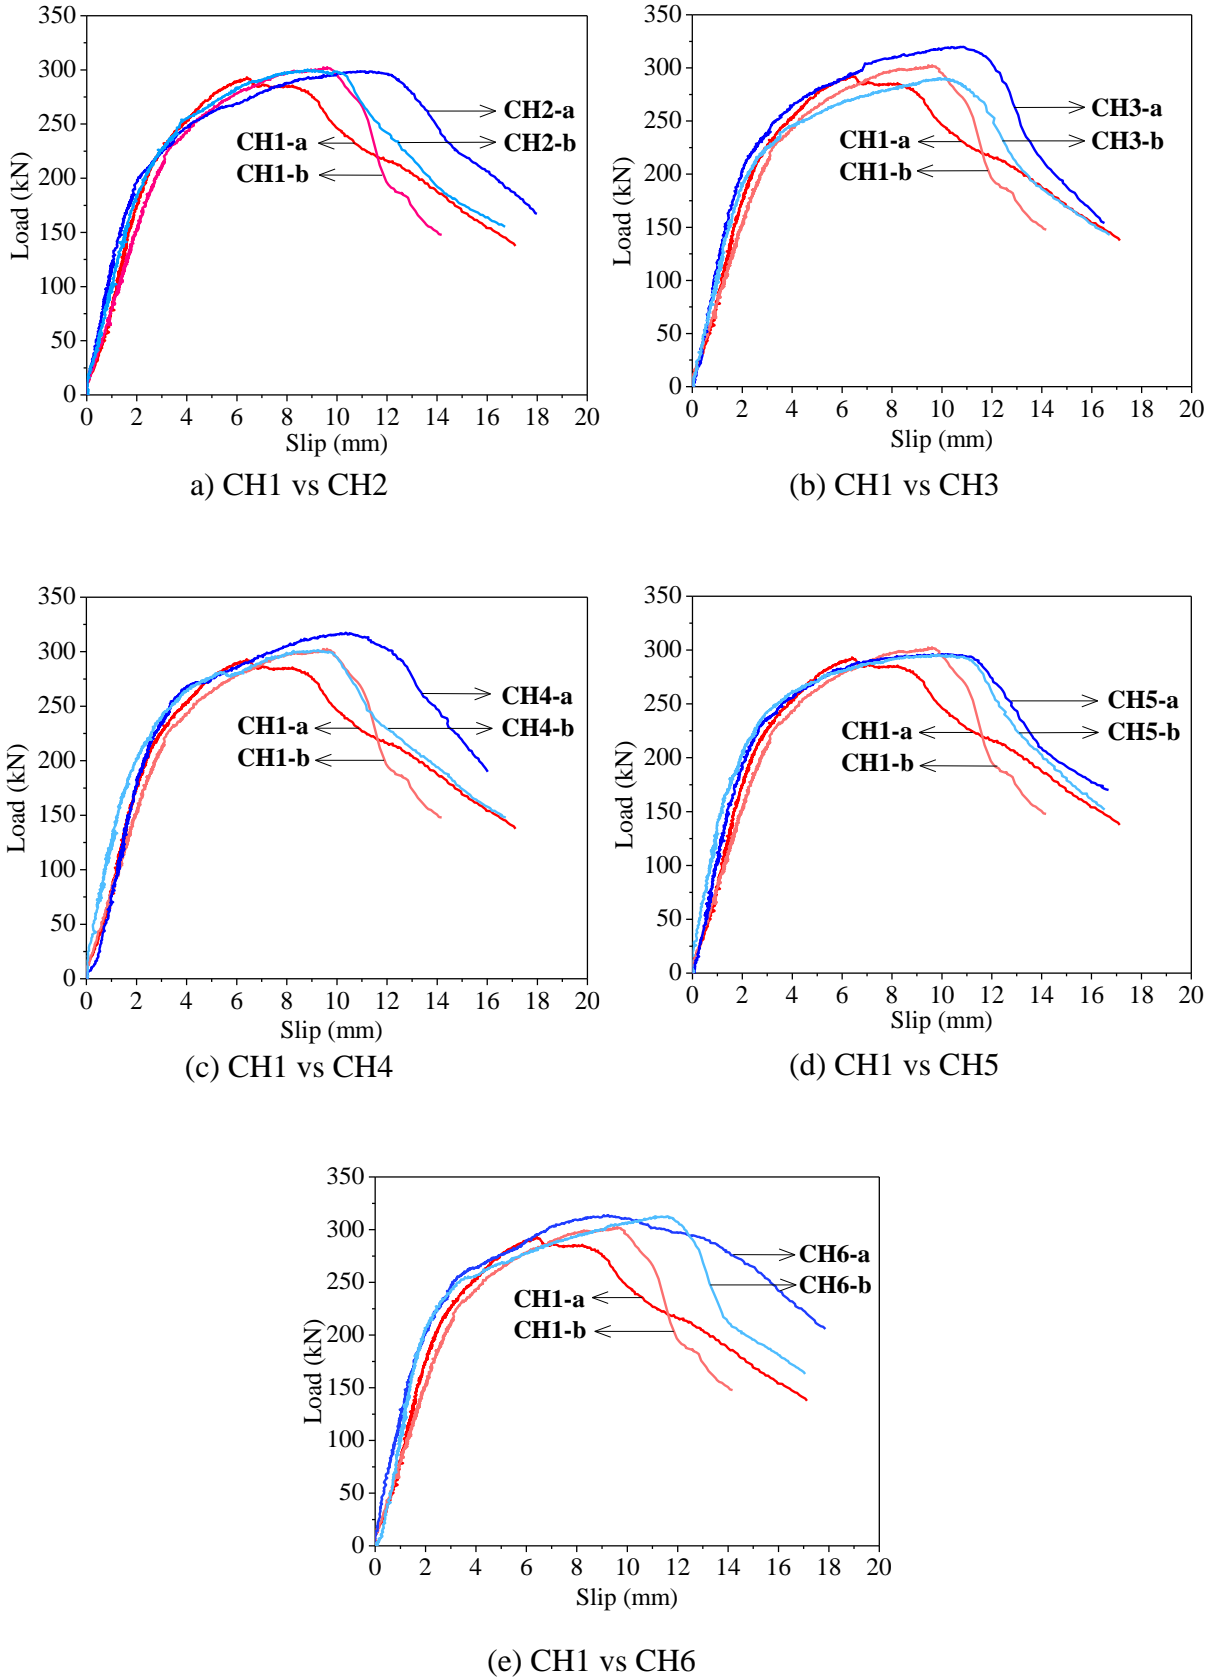 350
300
250
200
150
100
50
0
Load (kN)
CH2-a
CH1-a
CH2-b
CH1-b
0 2 4 6 8 10 12 14 16 18 20
Slip (mm)
a) CH1 vs CH2
350
300
250
200
150
100
50
0
Load (kN)
CH3-a
CH1-a
CH3-b
CH1-b
0 2 4 6 8 10 12 14 16 18 20
Slip (mm)
(b) CH1 vs CH3
350
300
250
200
150
100
50
0
Load (kN)
CH4-a
CH1-a
CH4-b
CH1-b
0 2 4 6 8 10 12 14 16 18 20
Slip (mm)
(c) CH1 vs CH4
350
300
250
200
150
100
50
0
Load (kN)
CH5-a
CH1-a
CH5-b
CH1-b
0 2 4 6 8 10 12 14 16 18 20
Slip (mm)
(d) CH1 vs CH5
350
300
250
200
150
100
50
0
Load (kN)
CH6-a
CH6-b
CH1-a
CH1-b
0 2 4 6 8 10 12 14 16 18 20
Slip (mm)
(e) CH1 vs CH6